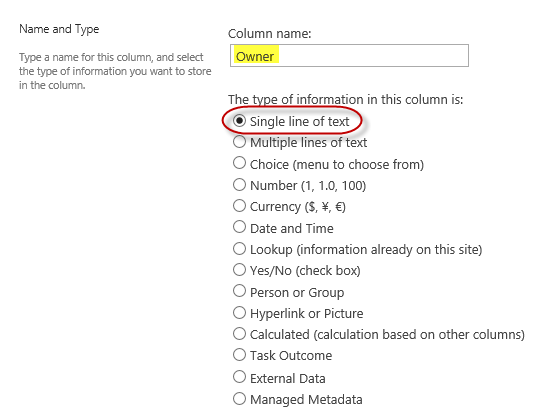 Name and Type
Type a name for this column, and select
the type of information you want to store
in the column.
Column name:
Owner
The type of information in this column is:
Single line of text
Multiple lines of text
Choice (menu to choose from)
Number (1, 1.0, 100)
Currency ($, ¥, €)
Date and Time
Lookup (information already on this site)
Yes/No (check box)
Person or Group
Hyperlink or Picture
Calculated (calculation based on other columns)
Task Outcome
External Data
Managed Metadata